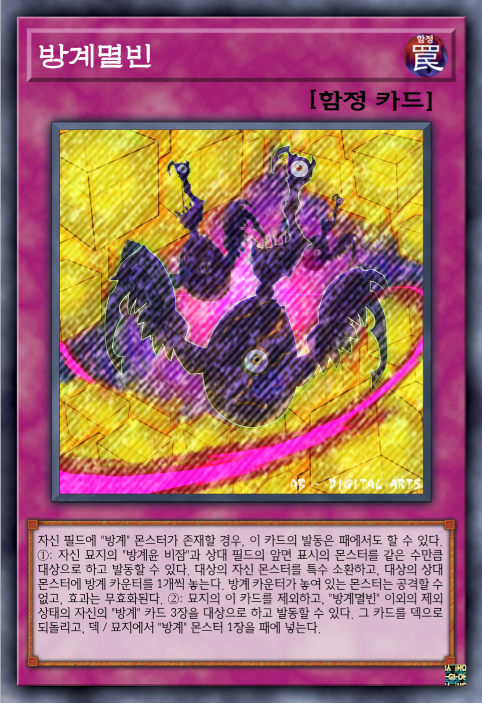 방계멸빈
함정
罠
[함정 카드]
AR - DIGITAL ARTS
자신 필드에 "방계" 몬스터가 존재할 경우, 이 카드의 발동은 패에서도 할 수 있다.
①: 자신 묘지의 "방계윤 비잠"과 상대 필드의 앞면 표시의 몬스터를 같은 수만큼
대상으로 하고 발동할 수 있다. 대상의 자신 몬스터를 특수 소환하고, 대상의 상대
몬스터에 방계 카운터를 1개씩 놓는다. 방계 카운터가 놓여 있는 몬스터는 공격할 수
없고, 효과는 무효화된다. ②: 묘지의 이 카드를 제외하고, "방계멸빈" 이외의 제외
상태의 자신의 "방계" 카드 3장을 대상으로 하고 발동할 수 있다. 그 카드를 덱으로
되돌리고, 덱 / 묘지에서 "방계" 몬스터 1장을 패에 넣는다.